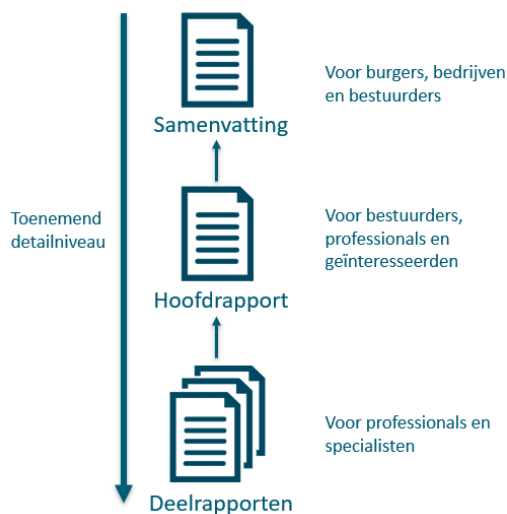 Voor burgers, bedrijven
en bestuurders
Samenvatting
Toenemend
detailniveau
Voor bestuurders,
professionals en
geïnteresseerden
Hoofdrapport
Voor professionals en
specialisten
Deelrapporten